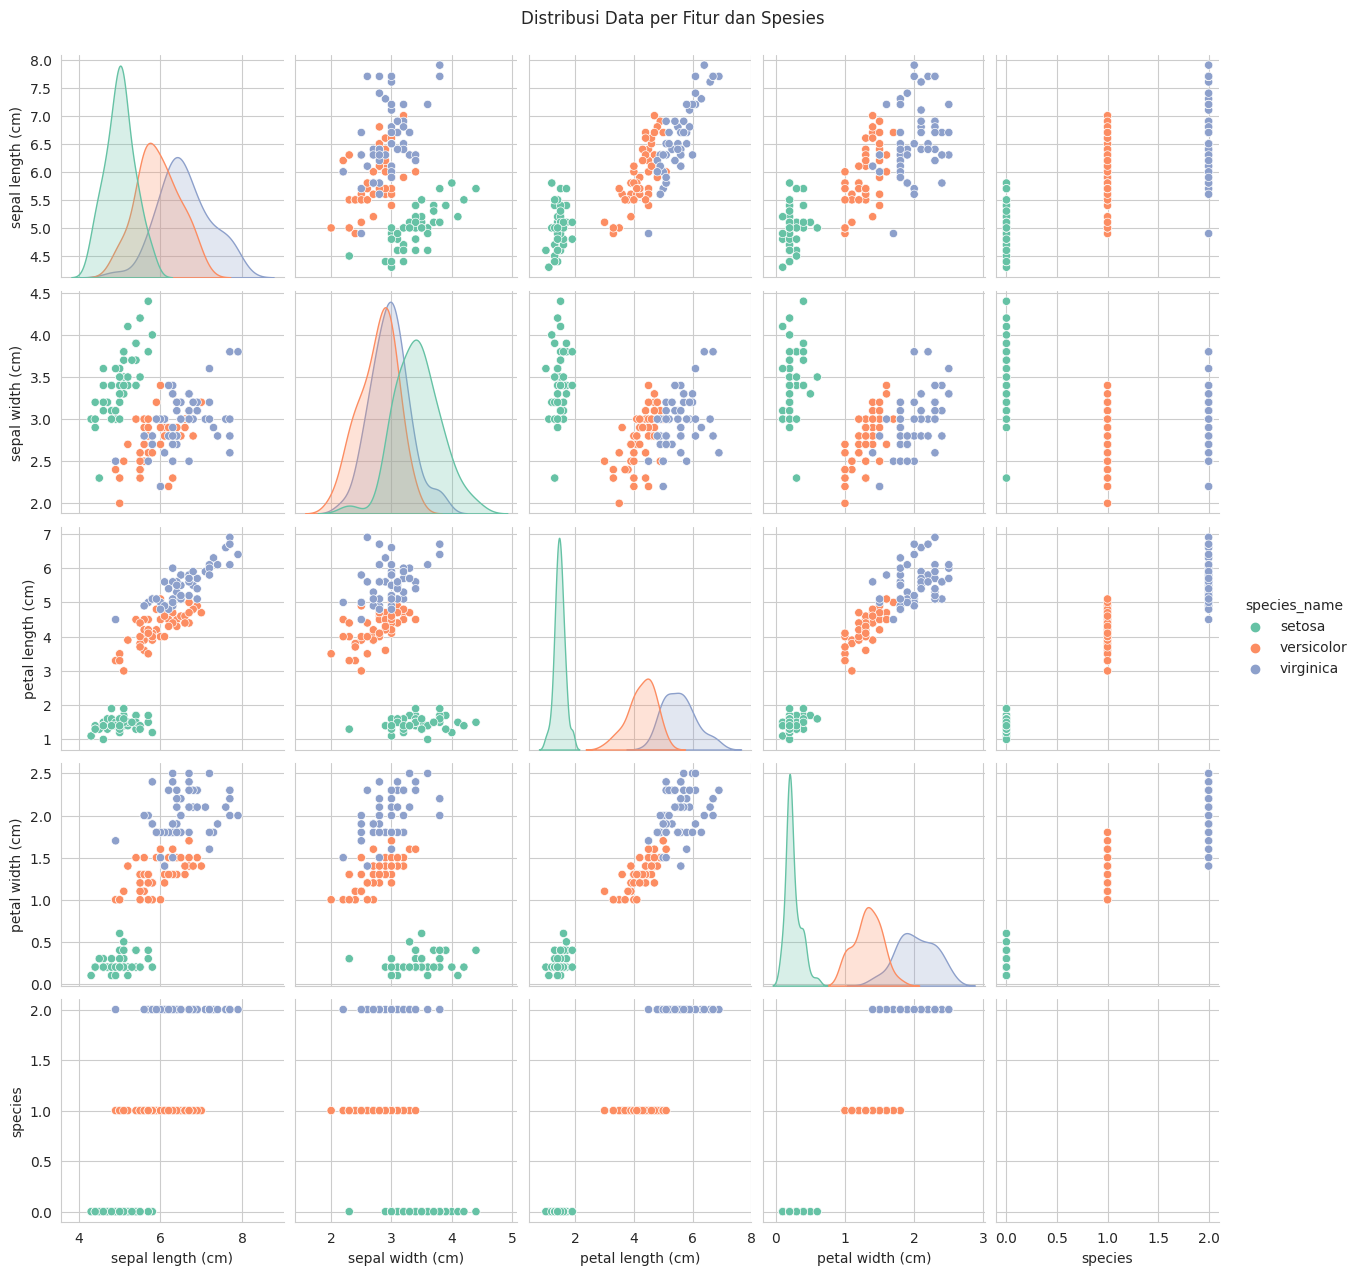 Distribusi Data per Fitur dan Spesies
8.0
7.5
7.0
6.5
6.0
5.5
5.0
4.5
sepal length (cm)
4.5
4.0
3.5
3.0
2.5
2.0
sepal width (cm)
7
6
5
4
3
2
1
petal length (cm)
species_name
setosa
versicolor
virginica
2.5
2.0
1.5
1.0
0.5
0.0
petal width (cm)
2.0
1.5
1.0
0.5
0.0
species
4 6 8
sepal length (cm)
2 3 4 5
sepal width (cm)
2 4 6 8
petal length (cm)
0 1 2 3
petal width (cm)
0.0 0.5 1.0 1.5 2.0
species